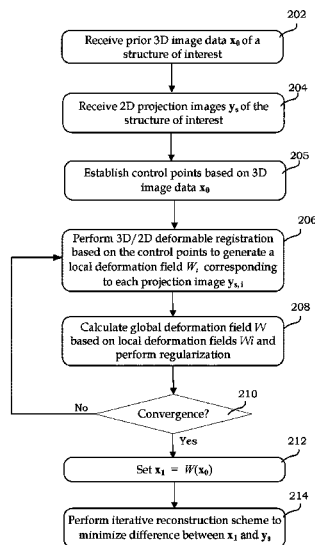 202
Receive prior 3D image data x₀ of a
structure of interest
204
Receive 2D projection images yₛ of the
structure of interest
205
Establish control points based on 3D
image data x₀
206
Perform 3D/2D deformable registration
based on the control points to generate a
local deformation field Wᵢ corresponding
to each projection image yₛ,ᵢ
208
Calculate global deformation field W
based on local deformation fields Wi and
perform regularization
210
Convergence?
No
Yes
212
Set x₁ = W(x₀)
214
Perform iterative reconstruction scheme to
minimize difference between x₁ and yₛ